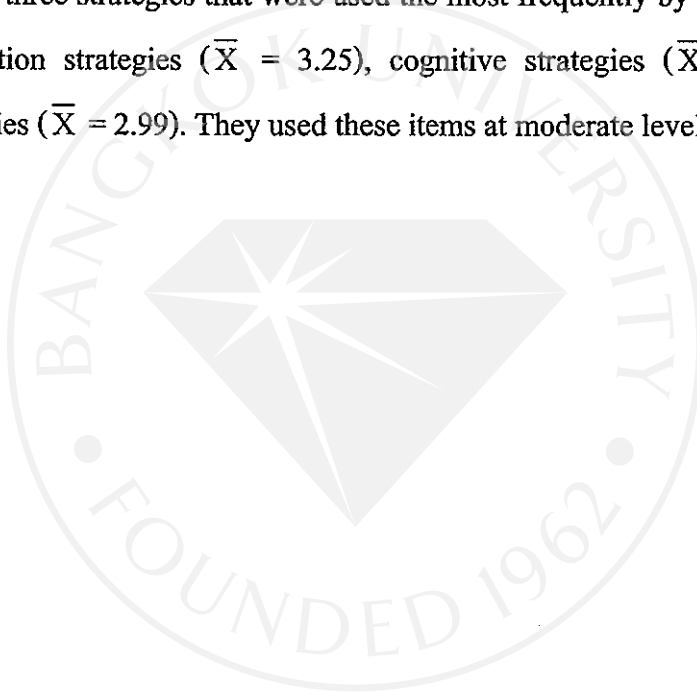 three strategies that were used the most frequently by
tion strategies (X̅ = 3.25), cognitive strategies (X̅
ies (X̅ = 2.99). They used these items at moderate level
BANGKOK UNIVERSITY
FOUNDED 1962